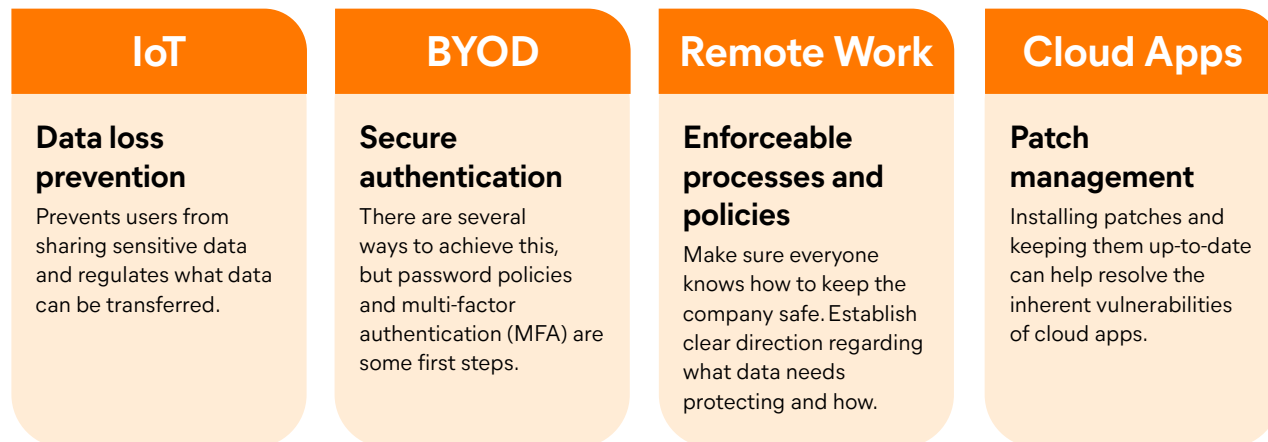 IoT
Data loss
prevention
Prevents users from
sharing sensitive data
and regulates what data
can be transferred.
BYOD
Secure
authentication
There are several
ways to achieve this,
but password policies
and multi-factor
authentication (MFA) are
some first steps.
Remote Work
Enforceable
processes and
policies
Make sure everyone
knows how to keep the
company safe. Establish
clear direction regarding
what data needs
protecting and how.
Cloud Apps
Patch
management
Installing patches and
keeping them up-to-date
can help resolve the
inherent vulnerabilities
of cloud apps.